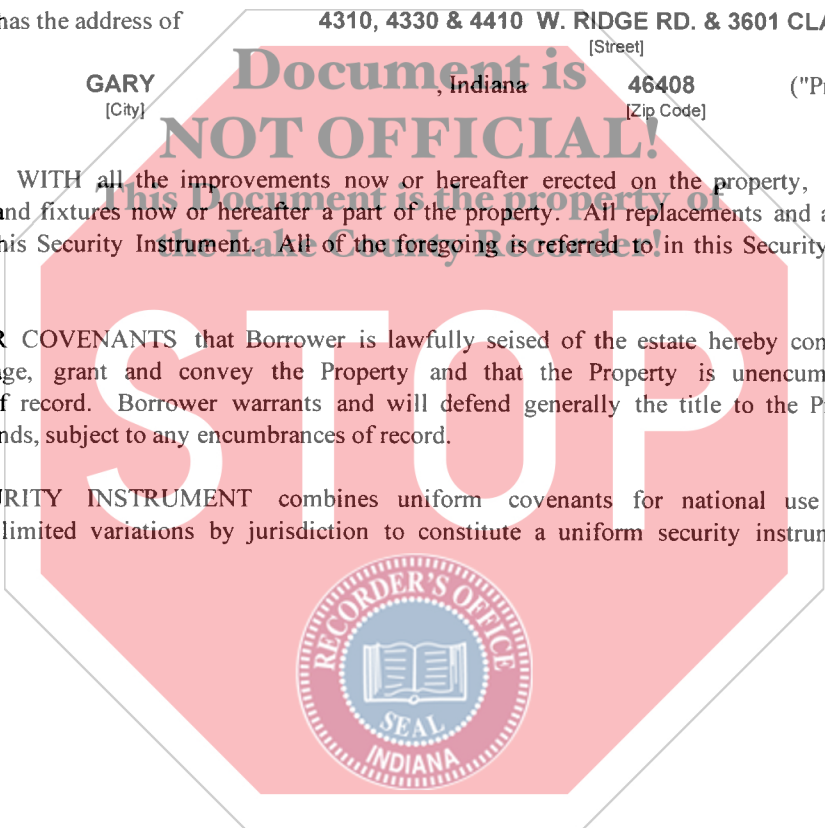 has the address of 4310, 4330 & 4410 W. RIDGE RD. & 3601 CLA
[Street]
Document is
GARY , Indiana 46408 ("P
[City] [Zip Code]
NOT OFFICIAL!
WITH all the improvements now or hereafter erected on the property,
This Document is the property of
and fixtures now or hereafter a part of the property. All replacements and a
the Lake County Recorder!
his Security Instrument. All of the foregoing is referred to in this Security
R COVENANTS that Borrower is lawfully seised of the estate hereby con
age, grant and convey the Property and that the Property is unencum
f record. Borrower warrants and will defend generally the title to the P
nds, subject to any encumbrances of record.
STOP
URITY INSTRUMENT combines uniform covenants for national use
limited variations by jurisdiction to constitute a uniform security instrum
RECORDER'S OFFICE
SEAL
INDIANA